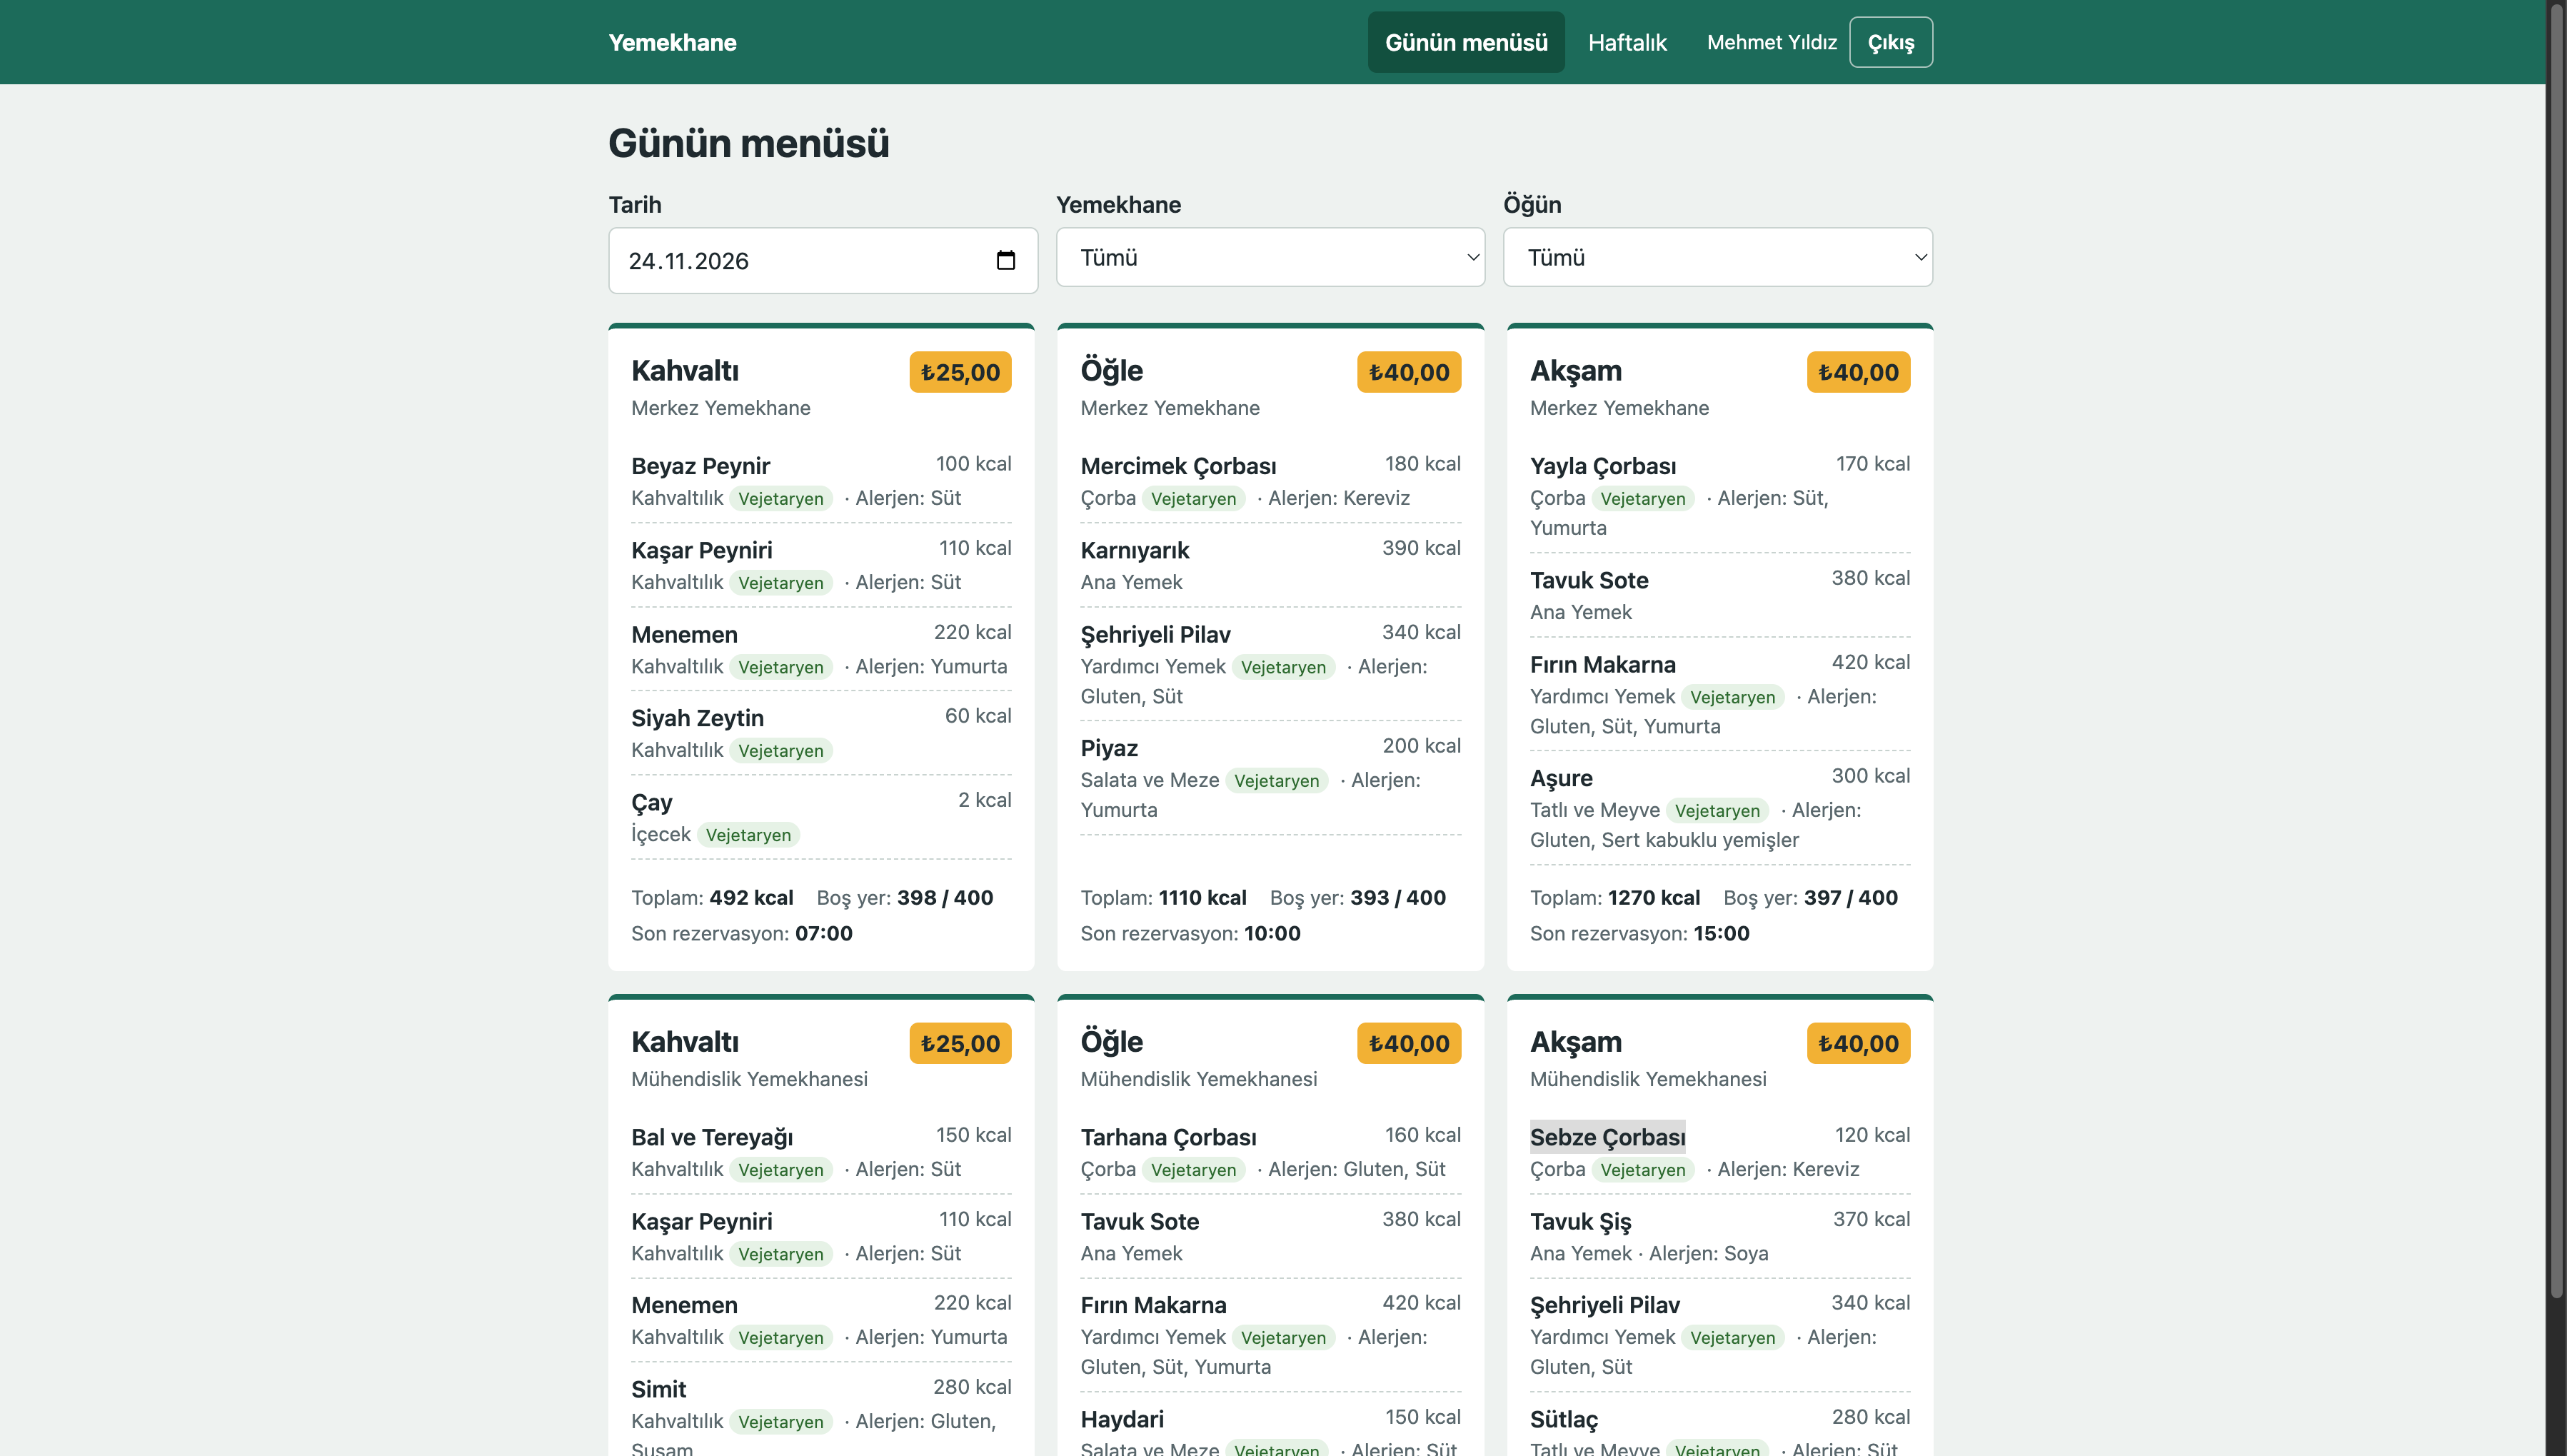 Yemekhane
Günün menüsü
Haftalık
Mehmet Yıldız
Çıkış
Günün menüsü
Tarih
24.11.2026
Yemekhane
Tümü
Öğün
Tümü
Kahvaltı
₺25,00
Merkez Yemekhane
Beyaz Peynir
100 kcal
Kahvaltılık Vejetaryen · Alerjen: Süt
Kaşar Peyniri
110 kcal
Kahvaltılık Vejetaryen · Alerjen: Süt
Menemen
220 kcal
Kahvaltılık Vejetaryen · Alerjen: Yumurta
Siyah Zeytin
60 kcal
Kahvaltılık Vejetaryen
Çay
2 kcal
İçecek Vejetaryen
Toplam: 492 kcal Boş yer: 398 / 400
Son rezervasyon: 07:00
Öğle
₺40,00
Merkez Yemekhane
Mercimek Çorbası
180 kcal
Çorba Vejetaryen · Alerjen: Kereviz
Karnıyarık
390 kcal
Ana Yemek
Şehriyeli Pilav
340 kcal
Yardımcı Yemek Vejetaryen · Alerjen:
Gluten, Süt
Piyaz
200 kcal
Salata ve Meze Vejetaryen · Alerjen:
Yumurta
Toplam: 1110 kcal Boş yer: 393 / 400
Son rezervasyon: 10:00
Akşam
₺40,00
Merkez Yemekhane
Yayla Çorbası
170 kcal
Çorba Vejetaryen · Alerjen: Süt,
Yumurta
Tavuk Sote
380 kcal
Ana Yemek
Fırın Makarna
420 kcal
Yardımcı Yemek Vejetaryen · Alerjen:
Gluten, Süt, Yumurta
Aşure
300 kcal
Tatlı ve Meyve Vejetaryen · Alerjen:
Gluten, Sert kabuklu yemişler
Toplam: 1270 kcal Boş yer: 397 / 400
Son rezervasyon: 15:00
Kahvaltı
₺25,00
Mühendislik Yemekhanesi
Bal ve Tereyağı
150 kcal
Kahvaltılık Vejetaryen · Alerjen: Süt
Kaşar Peyniri
110 kcal
Kahvaltılık Vejetaryen · Alerjen: Süt
Menemen
220 kcal
Kahvaltılık Vejetaryen · Alerjen: Yumurta
Simit
280 kcal
Kahvaltılık Vejetaryen · Alerjen: Gluten,
Susam
Öğle
₺40,00
Mühendislik Yemekhanesi
Tarhana Çorbası
160 kcal
Çorba Vejetaryen · Alerjen: Gluten, Süt
Tavuk Sote
380 kcal
Ana Yemek
Fırın Makarna
420 kcal
Yardımcı Yemek Vejetaryen · Alerjen:
Gluten, Süt, Yumurta
Haydari
150 kcal
Salata ve Meze Vejetaryen · Alerjen: Süt
Akşam
₺40,00
Mühendislik Yemekhanesi
Sebze Çorbası
120 kcal
Çorba Vejetaryen · Alerjen: Kereviz
Tavuk Şiş
370 kcal
Ana Yemek · Alerjen: Soya
Şehriyeli Pilav
340 kcal
Yardımcı Yemek Vejetaryen · Alerjen:
Gluten, Süt
Sütlaç
280 kcal
Tatlı ve Meyve Vejetaryen · Alerjen: Süt